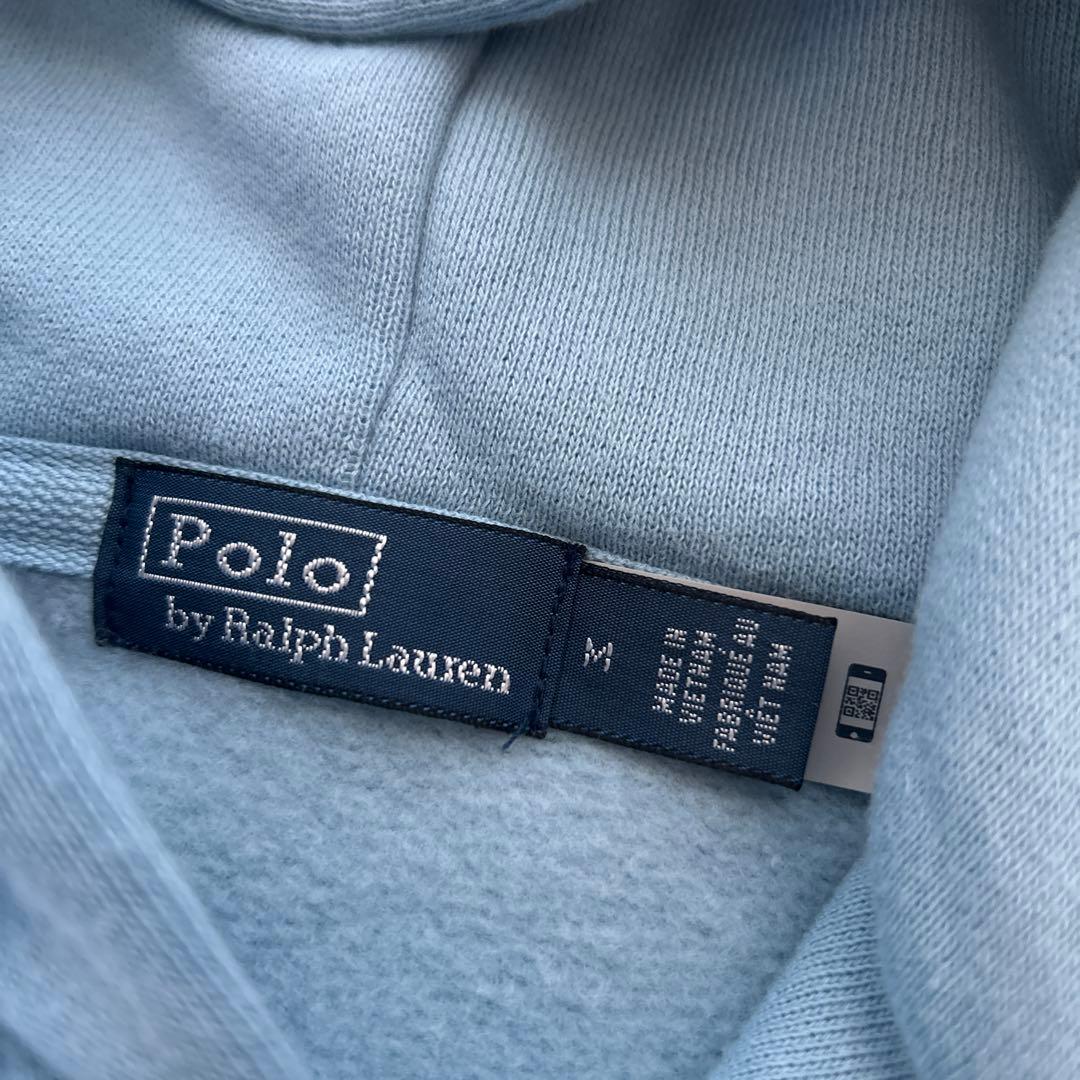 Polo
by Ralph Lauren
M
MADE IN
VIETNAM
FABRIQUÉ AU
VIET NAM